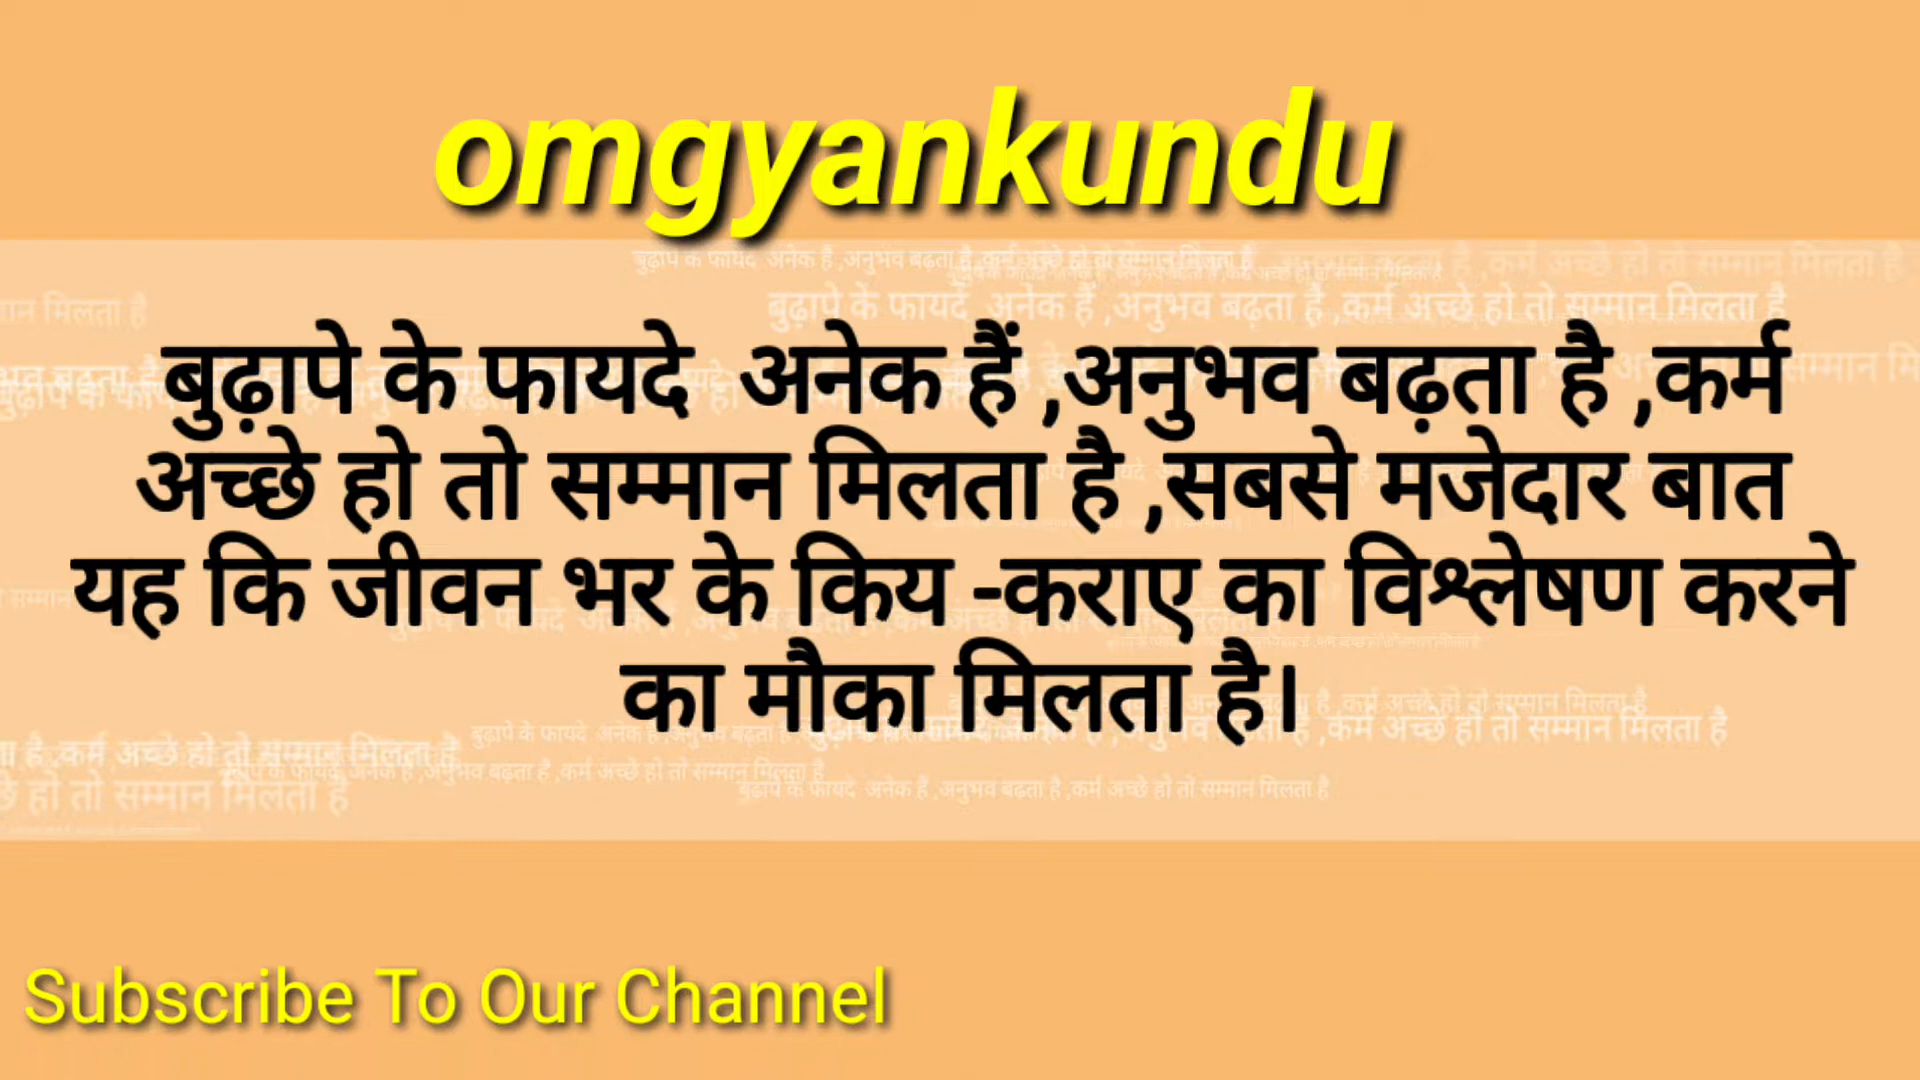 omgyankundu
बुढ़ापे के फायदे अनेक हैं ,अनुभव बढ़ता है ,कर्म
अच्छे हो तो सम्मान मिलता है ,सबसे मजेदार बात
यह कि जीवन भर के किय -कराए का विश्लेषण करने
का मौका मिलता है।
Subscribe To Our Channel